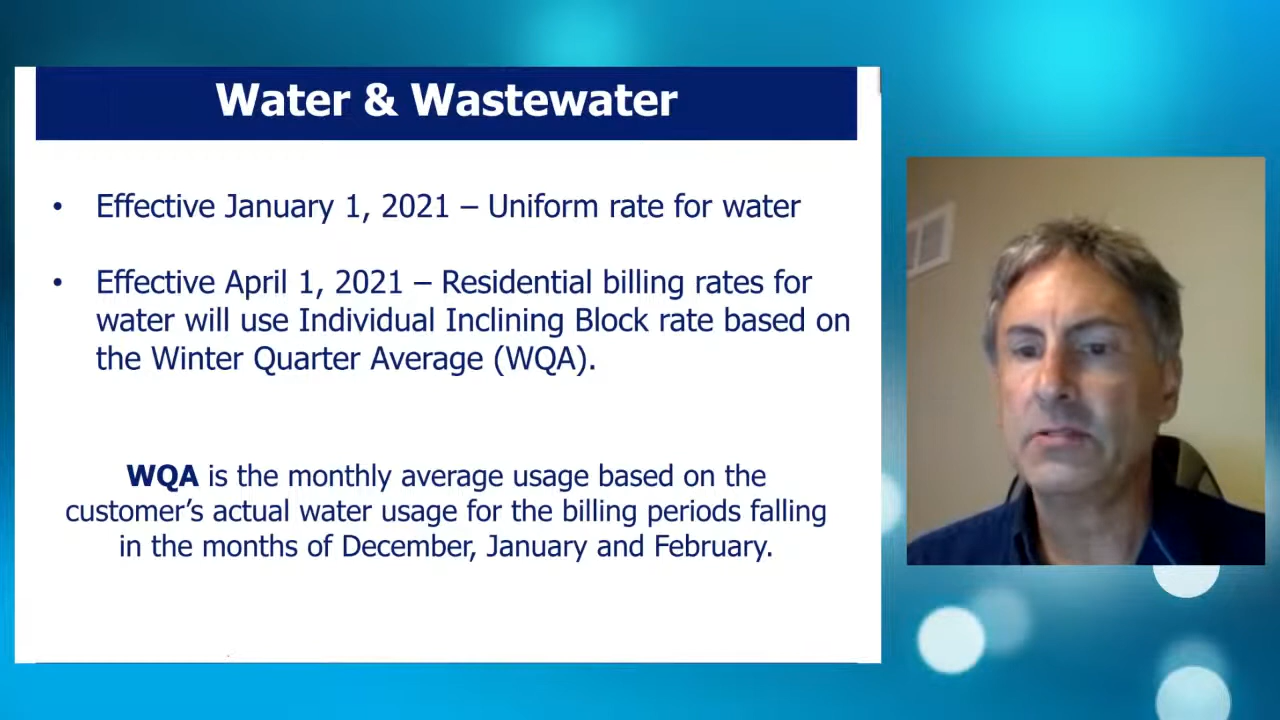 Water & Wastewater
• Effective January 1, 2021 – Uniform rate for water
• Effective April 1, 2021 – Residential billing rates for
water will use Individual Inclining Block rate based on
the Winter Quarter Average (WQA).
WQA is the monthly average usage based on the
customer’s actual water usage for the billing periods falling
in the months of December, January and February.